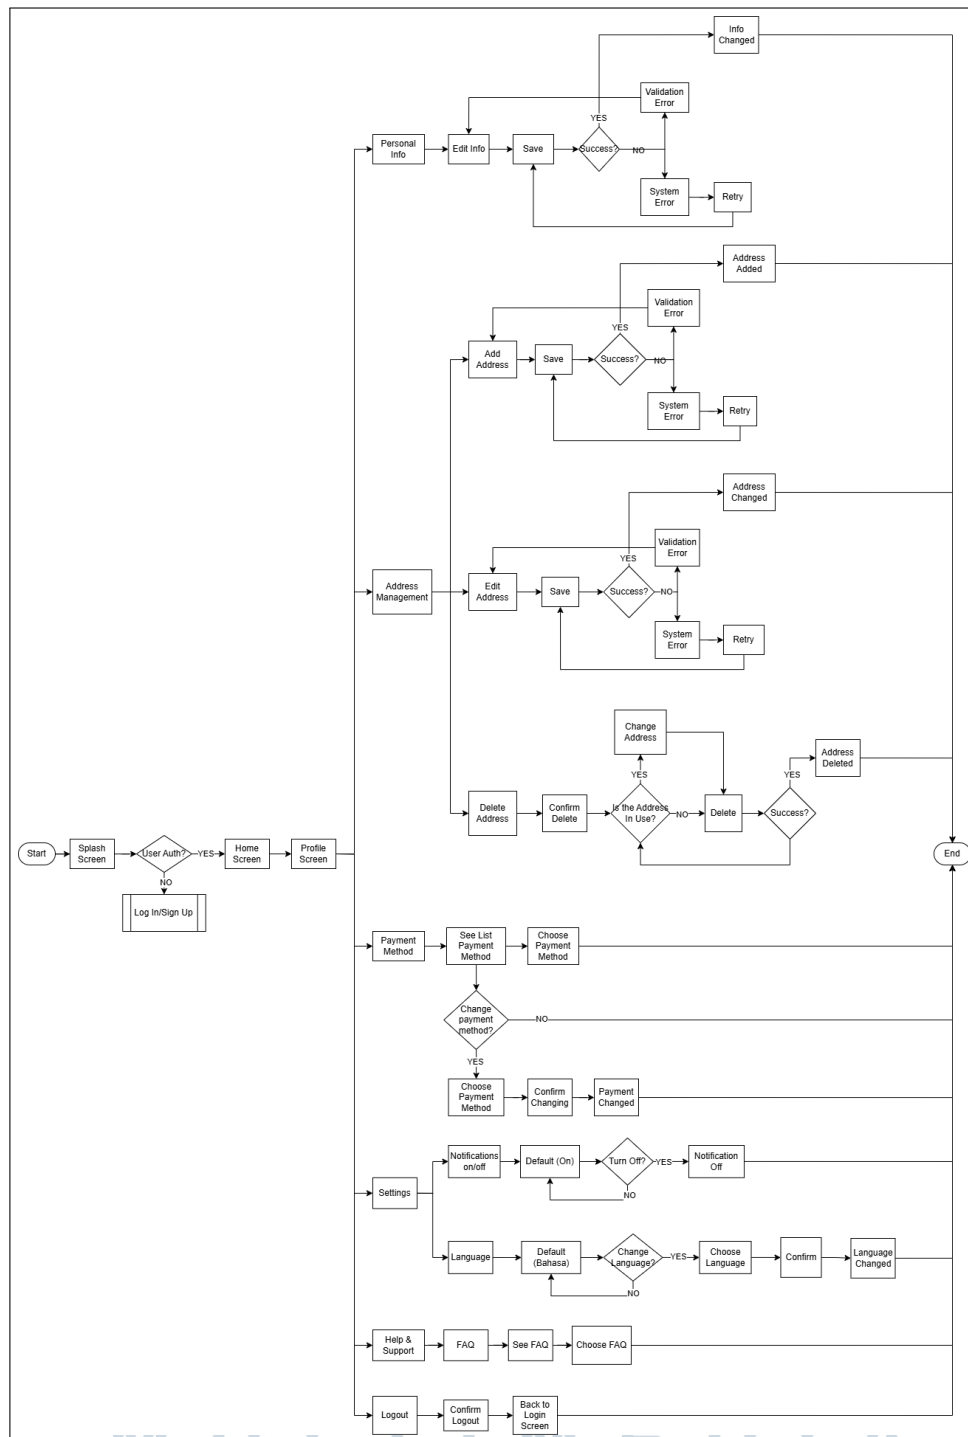 Info
Changed
Validation
Error
YES
Personal
Info
Edit Info
Save
Success?
NO
System
Error
Retry
Address
Added
Validation
Error
YES
Add
Address
Save
Success?
NO
System
Error
Retry
Address
Changed
Validation
Error
YES
Address
Management
Edit
Address
Save
Success?
NO
System
Error
Retry
Change
Address
Address
Deleted
YES
YES
Delete
Address
Confirm
Delete
Is the Address
In Use?
NO
Delete
Success?
Start
Splash
Screen
User Auth?
YES
Home
Screen
Profile
Screen
End
NO
Log In/Sign Up
Payment
Method
See List
Payment
Method
Choose
Payment
Method
Change
payment
method?
NO
YES
Choose
Payment
Method
Confirm
Changing
Payment
Changed
Settings
Notifications
on/off
Default (On)
Turn Off?
YES
Notification
Off
NO
Language
Default
(Bahasa)
Change
Language?
YES
Choose
Language
Confirm
Language
Changed
NO
Help &
Support
FAQ
See FAQ
Choose FAQ
Logout
Confirm
Logout
Back to
Login
Screen